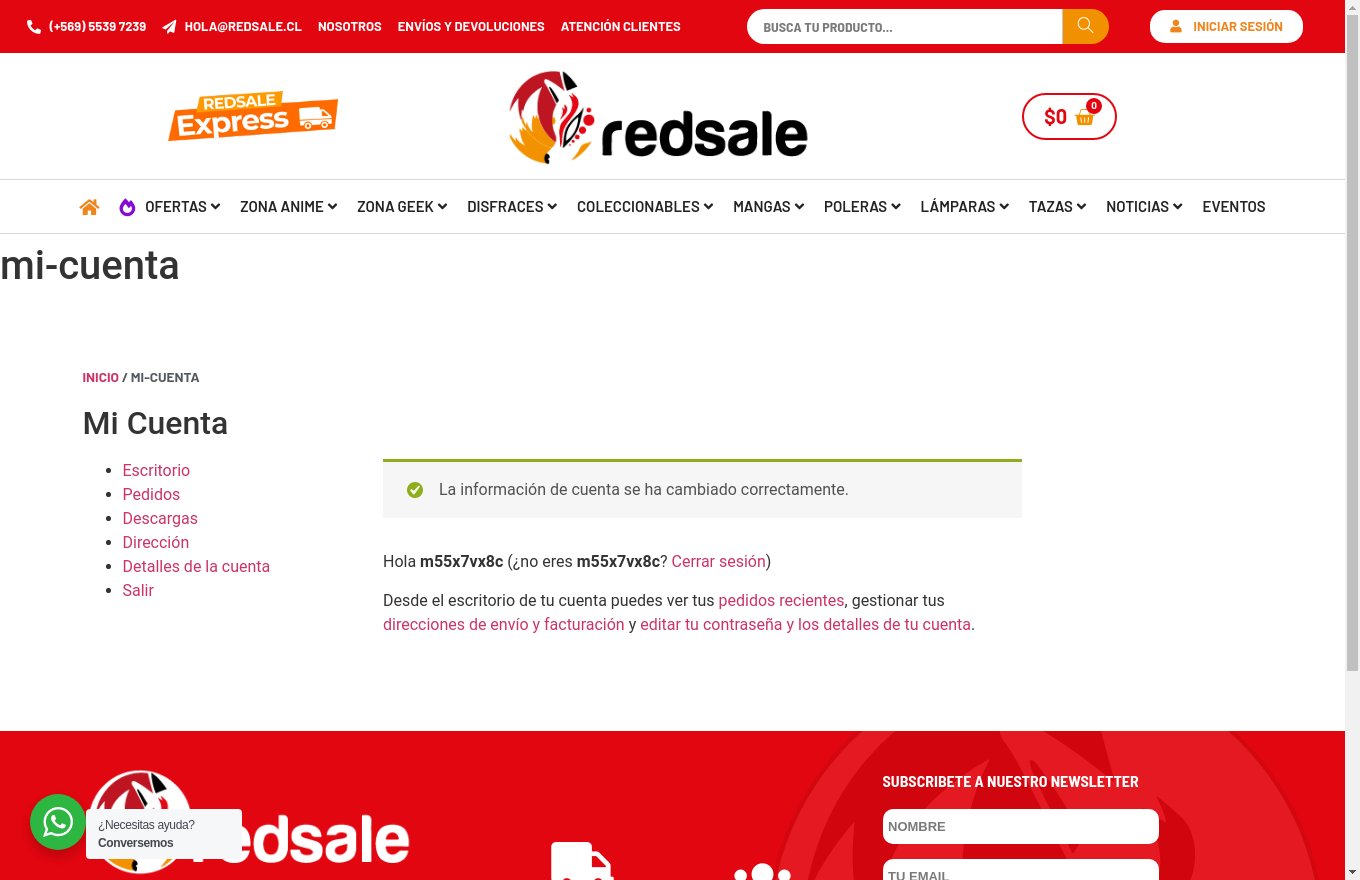 (+569) 5539 7239 HOLA@REDSALE.CL NOSOTROS ENVÍOS Y DEVOLUCIONES ATENCIÓN CLIENTES BUSCA TU PRODUCTO... INICIAR SESIÓN
REDSALE
Express
redsale
$0 0
OFERTAS ZONA ANIME ZONA GEEK DISFRACES COLECCIONABLES MANGAS POLERAS LÁMPARAS TAZAS NOTICIAS EVENTOS
mi-cuenta
INICIO / MI-CUENTA
Mi Cuenta
Escritorio
Pedidos
Descargas
Dirección
Detalles de la cuenta
Salir
La información de cuenta se ha cambiado correctamente.
Hola m55x7vx8c (¿no eres m55x7vx8c? Cerrar sesión)
Desde el escritorio de tu cuenta puedes ver tus pedidos recientes, gestionar tus
direcciones de envío y facturación y editar tu contraseña y los detalles de tu cuenta.
redsale
¿Necesitas ayuda?
Conversemos
SUBSCRIBETE A NUESTRO NEWSLETTER
NOMBRE
TU EMAIL